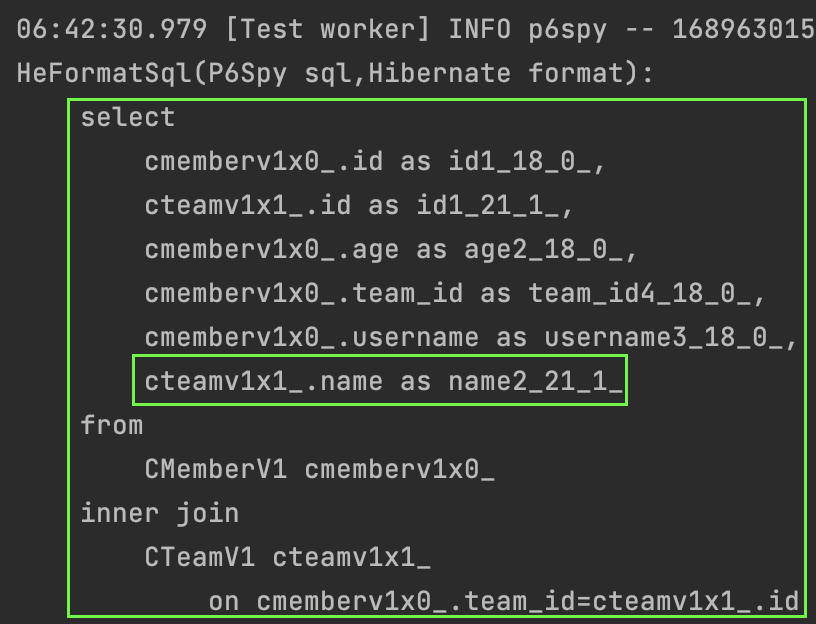 06:42:30.979 [Test worker] INFO p6spy -- 168963015
HeFormatSql(P6Spy sql,Hibernate format):
select
cmemberv1x0_.id as id1_18_0_,
cteamv1x1_.id as id1_21_1_,
cmemberv1x0_.age as age2_18_0_,
cmemberv1x0_.team_id as team_id4_18_0_,
cmemberv1x0_.username as username3_18_0_,
cteamv1x1_.name as name2_21_1_
from
CMemberV1 cmemberv1x0_
inner join
CTeamV1 cteamv1x1_
on cmemberv1x0_.team_id=cteamv1x1_.id